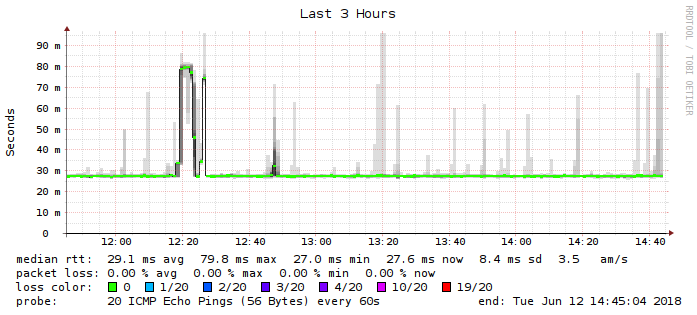 Last 3 Hours
RRDTOOL / TOBI OETIKER
Seconds
90 m
80 m
70 m
60 m
50 m
40 m
30 m
20 m
10 m
0
12:00 12:20 12:40 13:00 13:20 13:40 14:00 14:20 14:40
median rtt: 29.1 ms avg 79.8 ms max 27.0 ms min 27.6 ms now 8.4 ms sd 3.5 am/s
packet loss: 0.00 % avg 0.00 % max 0.00 % min 0.00 % now
loss color: 0 1/20 2/20 3/20 4/20 10/20 19/20
probe: 20 ICMP Echo Pings (56 Bytes) every 60s end: Tue Jun 12 14:45:04 2018